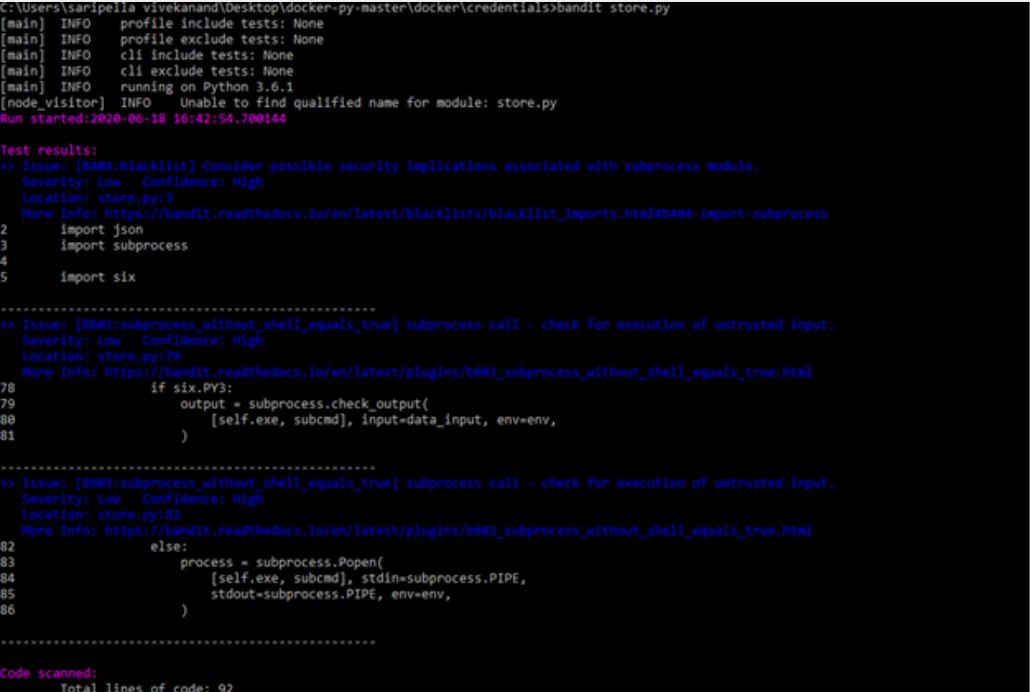 C:\Users\saripella vivekanand\Desktop\docker-py-master\docker\credentials>bandit store.py
[main]  INFO    profile include tests: None
[main]  INFO    profile exclude tests: None
[main]  INFO    cli include tests: None
[main]  INFO    cli exclude tests: None
[main]  INFO    running on Python 3.6.1
[node_visitor]  INFO    Unable to find qualified name for module: store.py
Run started:2020-06-18 16:42:54.700144
Test results:
>> Issue: [B404:blacklist] Consider possible security implications associated with subprocess module.
   Severity: Low   Confidence: High
   Location: store.py:3
   More Info: https://bandit.readthedocs.io/en/latest/blacklists/blacklist_imports.html#b404-import-subprocess
2       import json
3       import subprocess
4
5       import six
--------------------------------------------------
>> Issue: [B603:subprocess_without_shell_equals_true] subprocess call - check for execution of untrusted input.
   Severity: Low   Confidence: High
   Location: store.py:79
   More Info: https://bandit.readthedocs.io/en/latest/plugins/b603_subprocess_without_shell_equals_true.html
78                  if six.PY3:
79                      output = subprocess.check_output(
80                          [self.exe, subcmd], input=data_input, env=env,
81                      )
--------------------------------------------------
>> Issue: [B603:subprocess_without_shell_equals_true] subprocess call - check for execution of untrusted input.
   Severity: Low   Confidence: High
   Location: store.py:83
   More Info: https://bandit.readthedocs.io/en/latest/plugins/b603_subprocess_without_shell_equals_true.html
82                  else:
83                      process = subprocess.Popen(
84                          [self.exe, subcmd], stdin=subprocess.PIPE,
85                          stdout=subprocess.PIPE, env=env,
86                      )
--------------------------------------------------
Code scanned:
        Total lines of code: 92